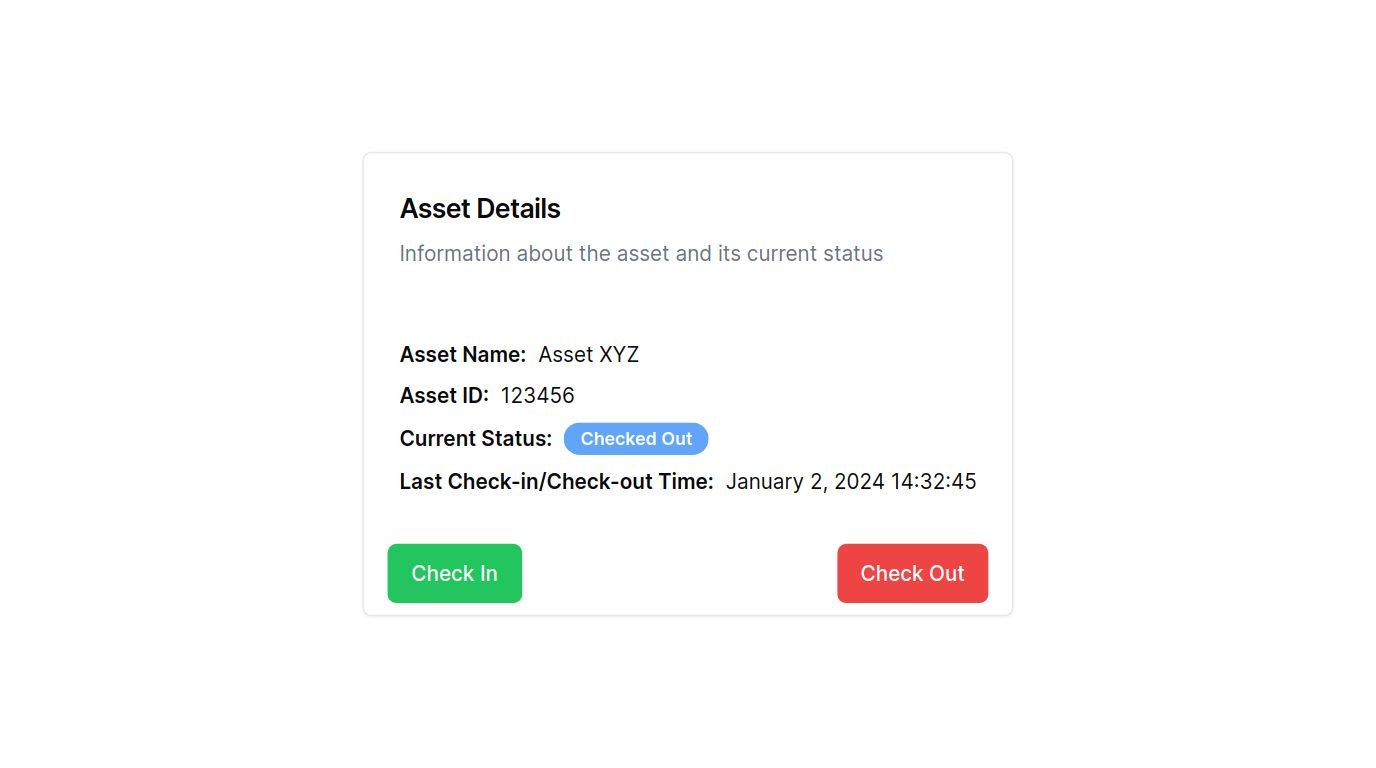 Asset Details
Information about the asset and its current status
Asset Name: Asset XYZ
Asset ID: 123456
Current Status: Checked Out
Last Check-in/Check-out Time: January 2, 2024 14:32:45
Check In Check Out